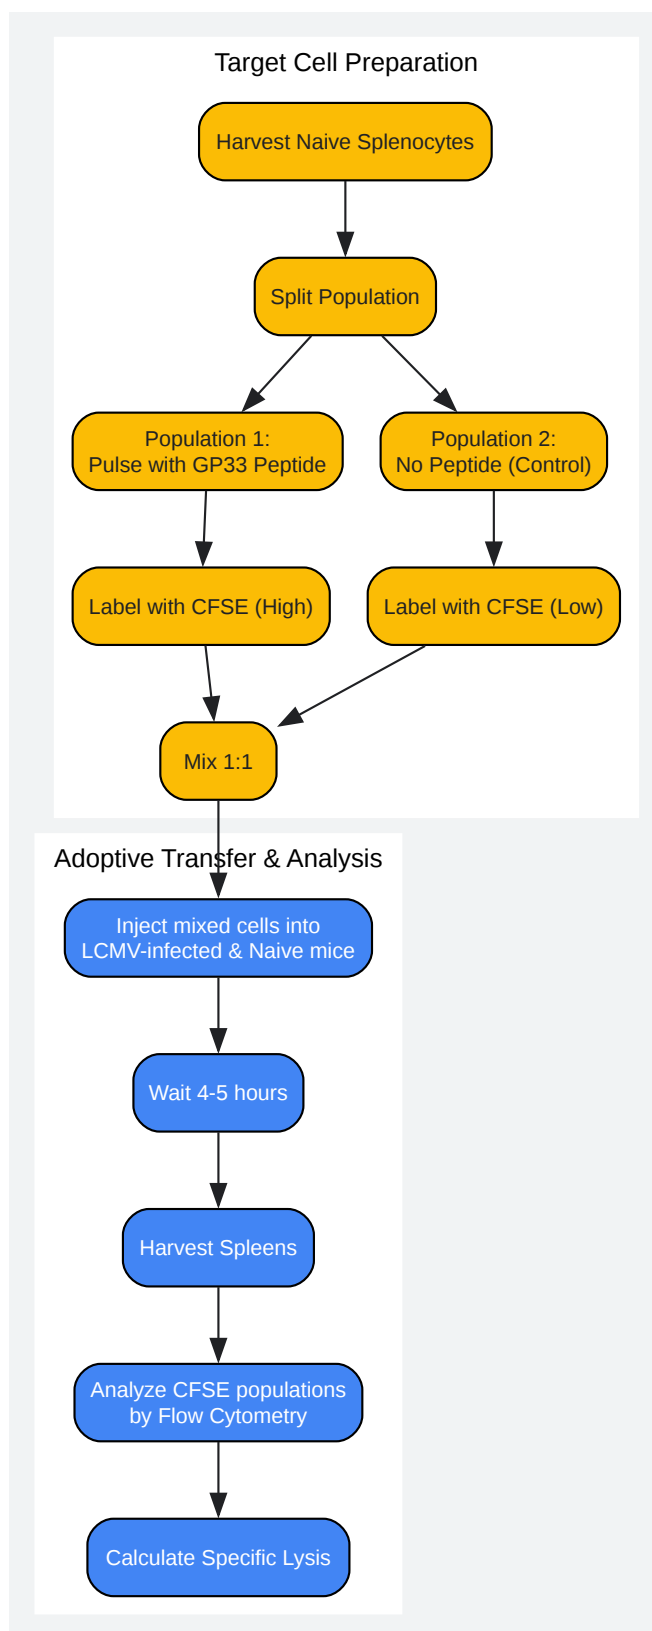 Target Cell Preparation
Harvest Naive Splenocytes
Split Population
Population 1:
Pulse with GP33 Peptide
Population 2:
No Peptide (Control)
Label with CFSE (High)
Label with CFSE (Low)
Mix 1:1
Adoptive Transfer & Analysis
Inject mixed cells into
LCMV-infected & Naive mice
Wait 4-5 hours
Harvest Spleens
Analyze CFSE populations
by Flow Cytometry
Calculate Specific Lysis